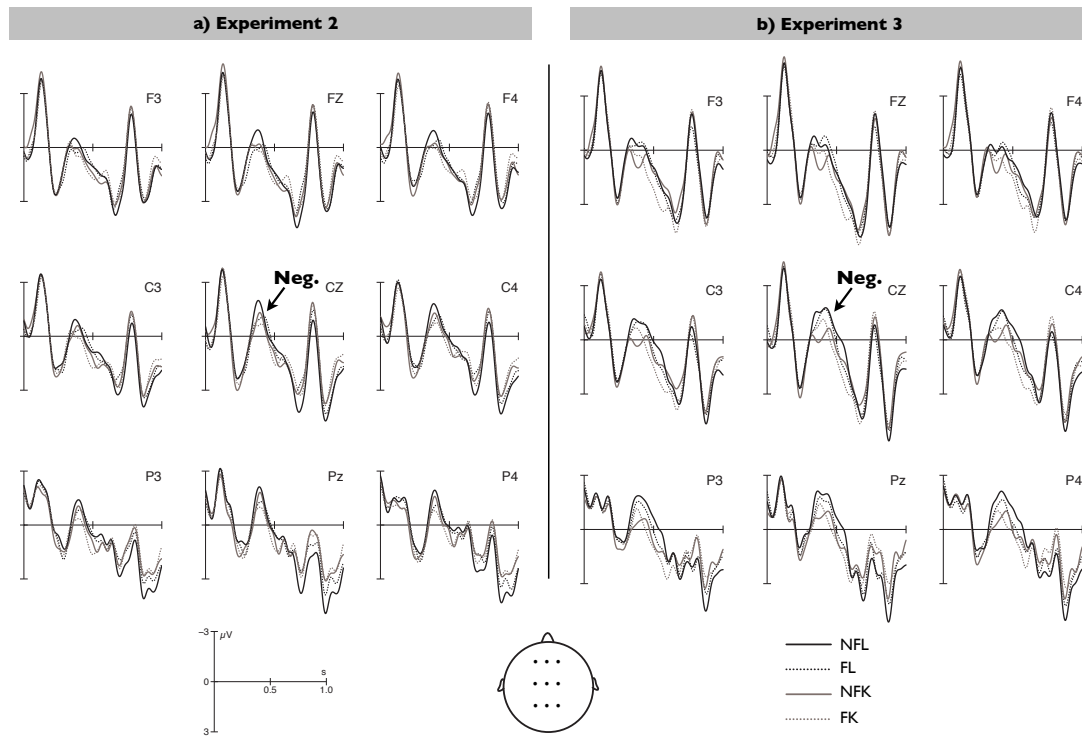 a) Experiment 2
b) Experiment 3
F3
FZ
F4
F3
FZ
F4
C3
Neg.
CZ
C4
C3
Neg.
CZ
C4
P3
Pz
P4
P3
Pz
P4
–3
μV
s
0
0.5
1.0
3
NFL
FL
NFK
FK